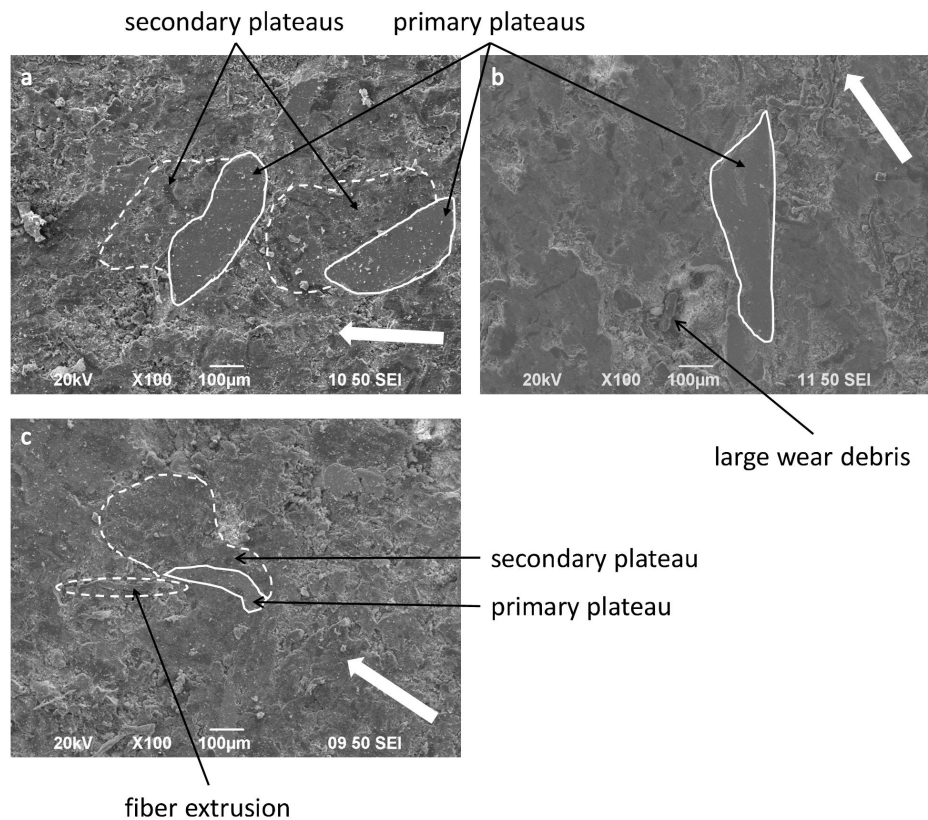 secondary plateaus primary plateaus
a
20kV X100 100µm 10 50 SEI
b
20kV X100 100µm 11 50 SEI
large wear debris
c
secondary plateau
primary plateau
20kV X100 100µm 09 50 SEI
fiber extrusion